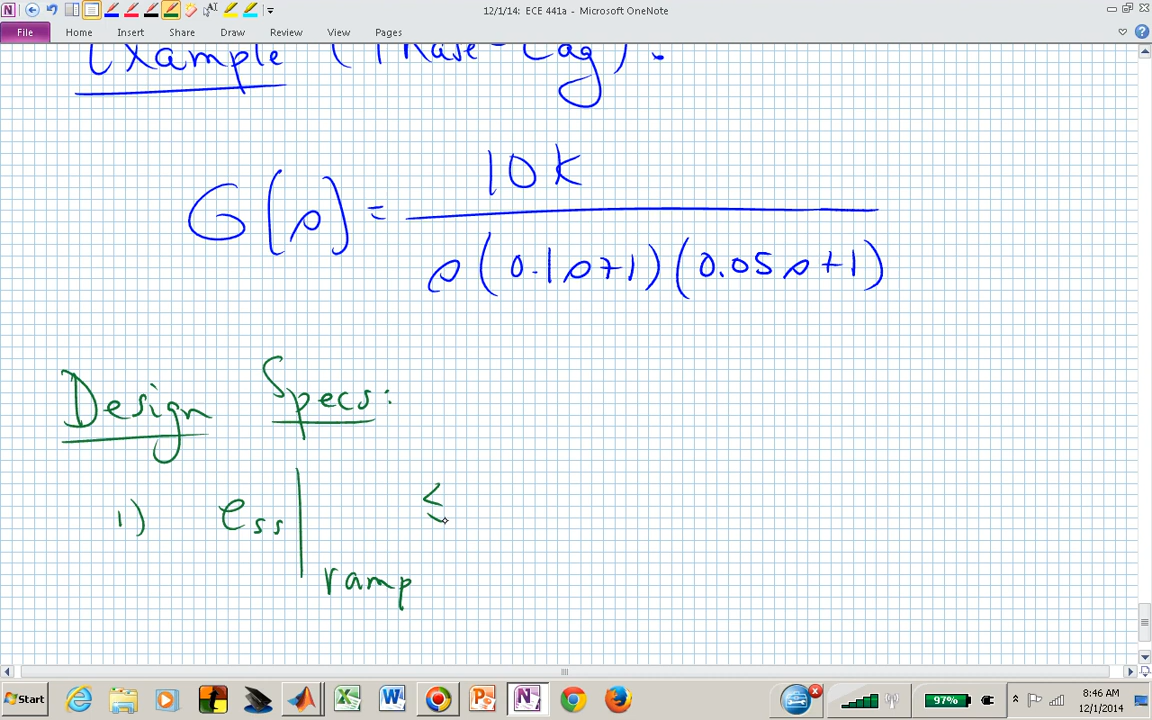 12/1/14: ECE 441a - Microsoft OneNote
File Home Insert Share Draw Review View Pages
Example (Phase-Lag):
G(s) = 10K / s(0.1s+1)(0.05s+1)
Design Specs:
1) ess | ramp ≤
Start
97%
8:46 AM
12/1/2014